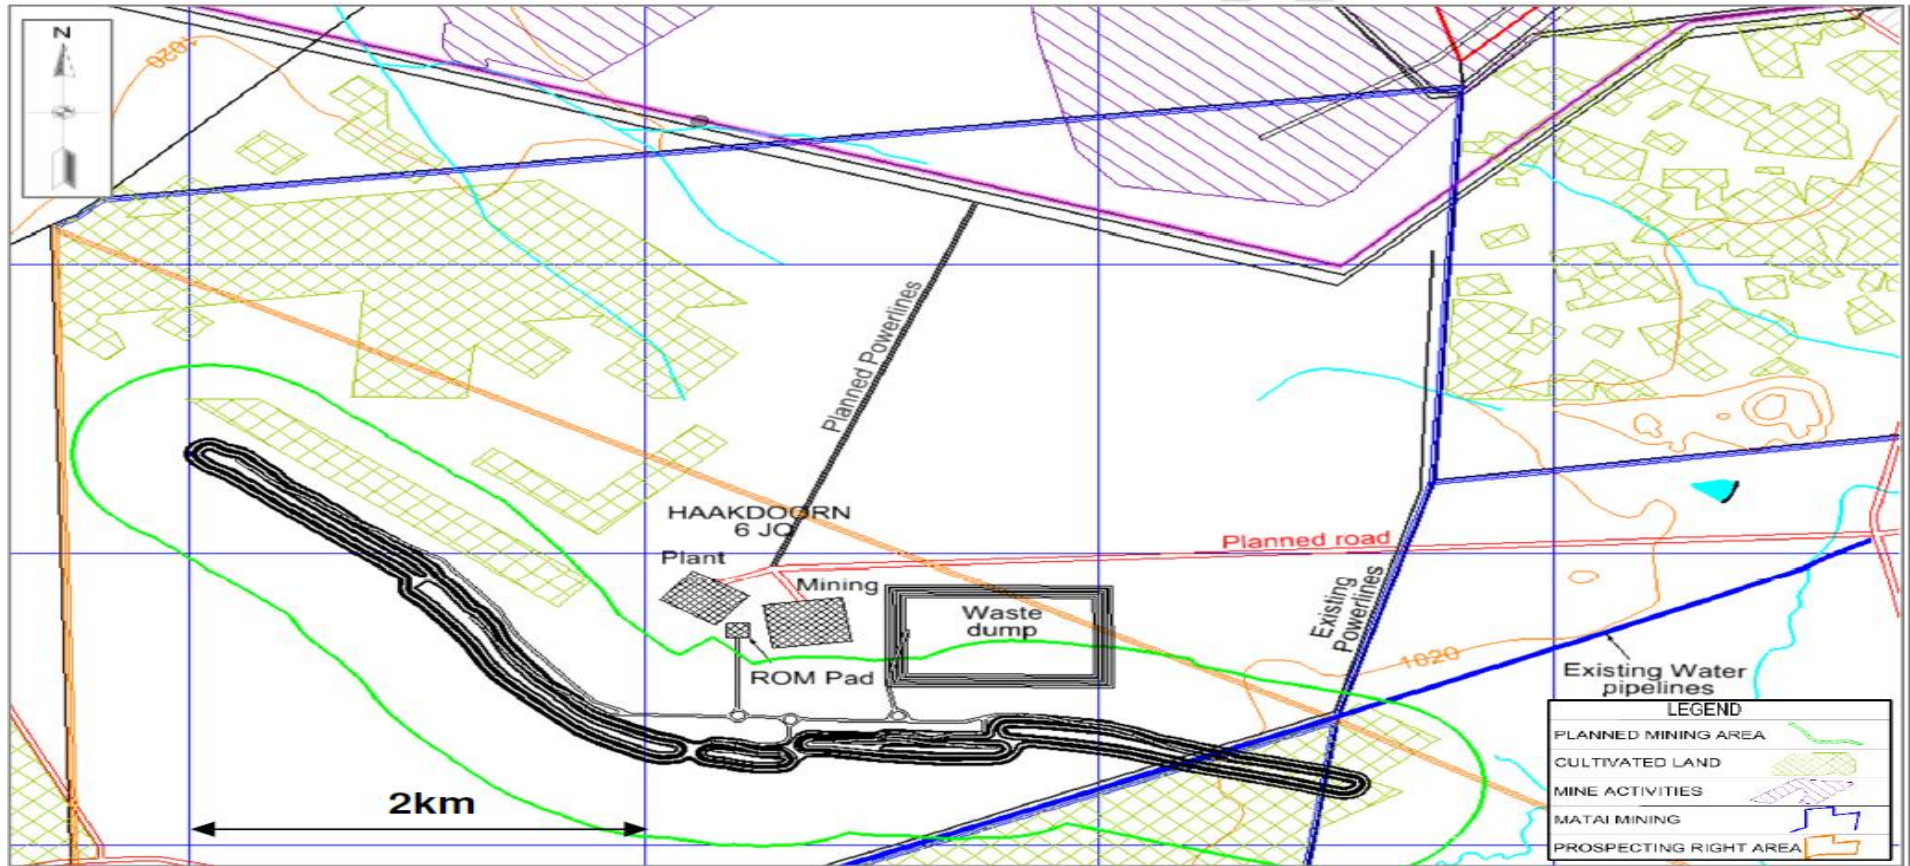 N
1020
Planned Powerlines
HAAKDOORN
6 JQ
Plant
Mining
Planned road
Waste
dump
Existing
Powerlines
ROM Pad
1020
Existing Water
pipelines
2km
LEGEND
PLANNED MINING AREA
CULTIVATED LAND
MINE ACTIVITIES
MATAI MINING
PROSPECTING RIGHT AREA